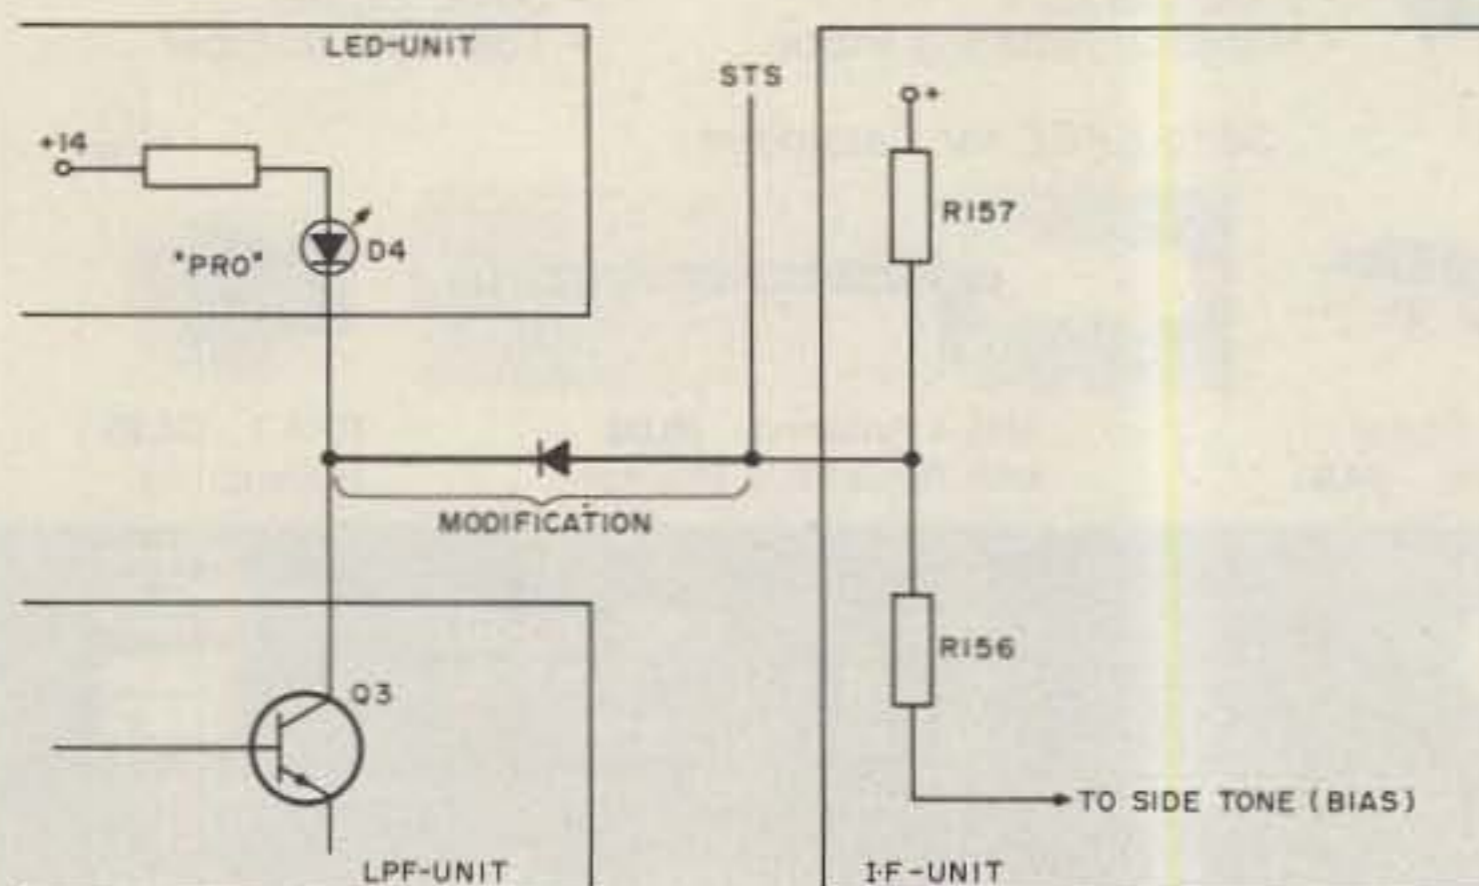 LED-UNIT
STS
+
+14
R157
"PRO"
D4
MODIFICATION
R156
Q3
TO SIDE TONE (BIAS)
LPF-UNIT
I·F-UNIT